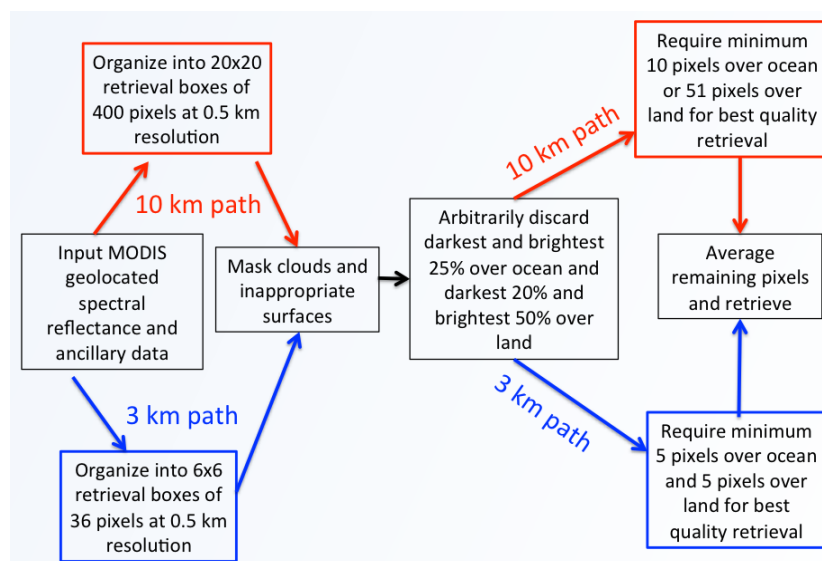 Organize into 20x20
retrieval boxes of
400 pixels at 0.5 km
resolution
Require minimum
10 pixels over ocean
or 51 pixels over
land for best quality
retrieval
10 km path
10 km path
Input MODIS
geolocated
spectral
reflectance and
ancillary data
Mask clouds and
inappropriate
surfaces
Arbitrarily discard
darkest and brightest
25% over ocean and
darkest 20% and
brightest 50% over
land
Average
remaining pixels
and retrieve
3 km path
3 km path
Organize into 6x6
retrieval boxes of
36 pixels at 0.5 km
resolution
Require minimum
5 pixels over ocean
and 5 pixels over
land for best
quality retrieval